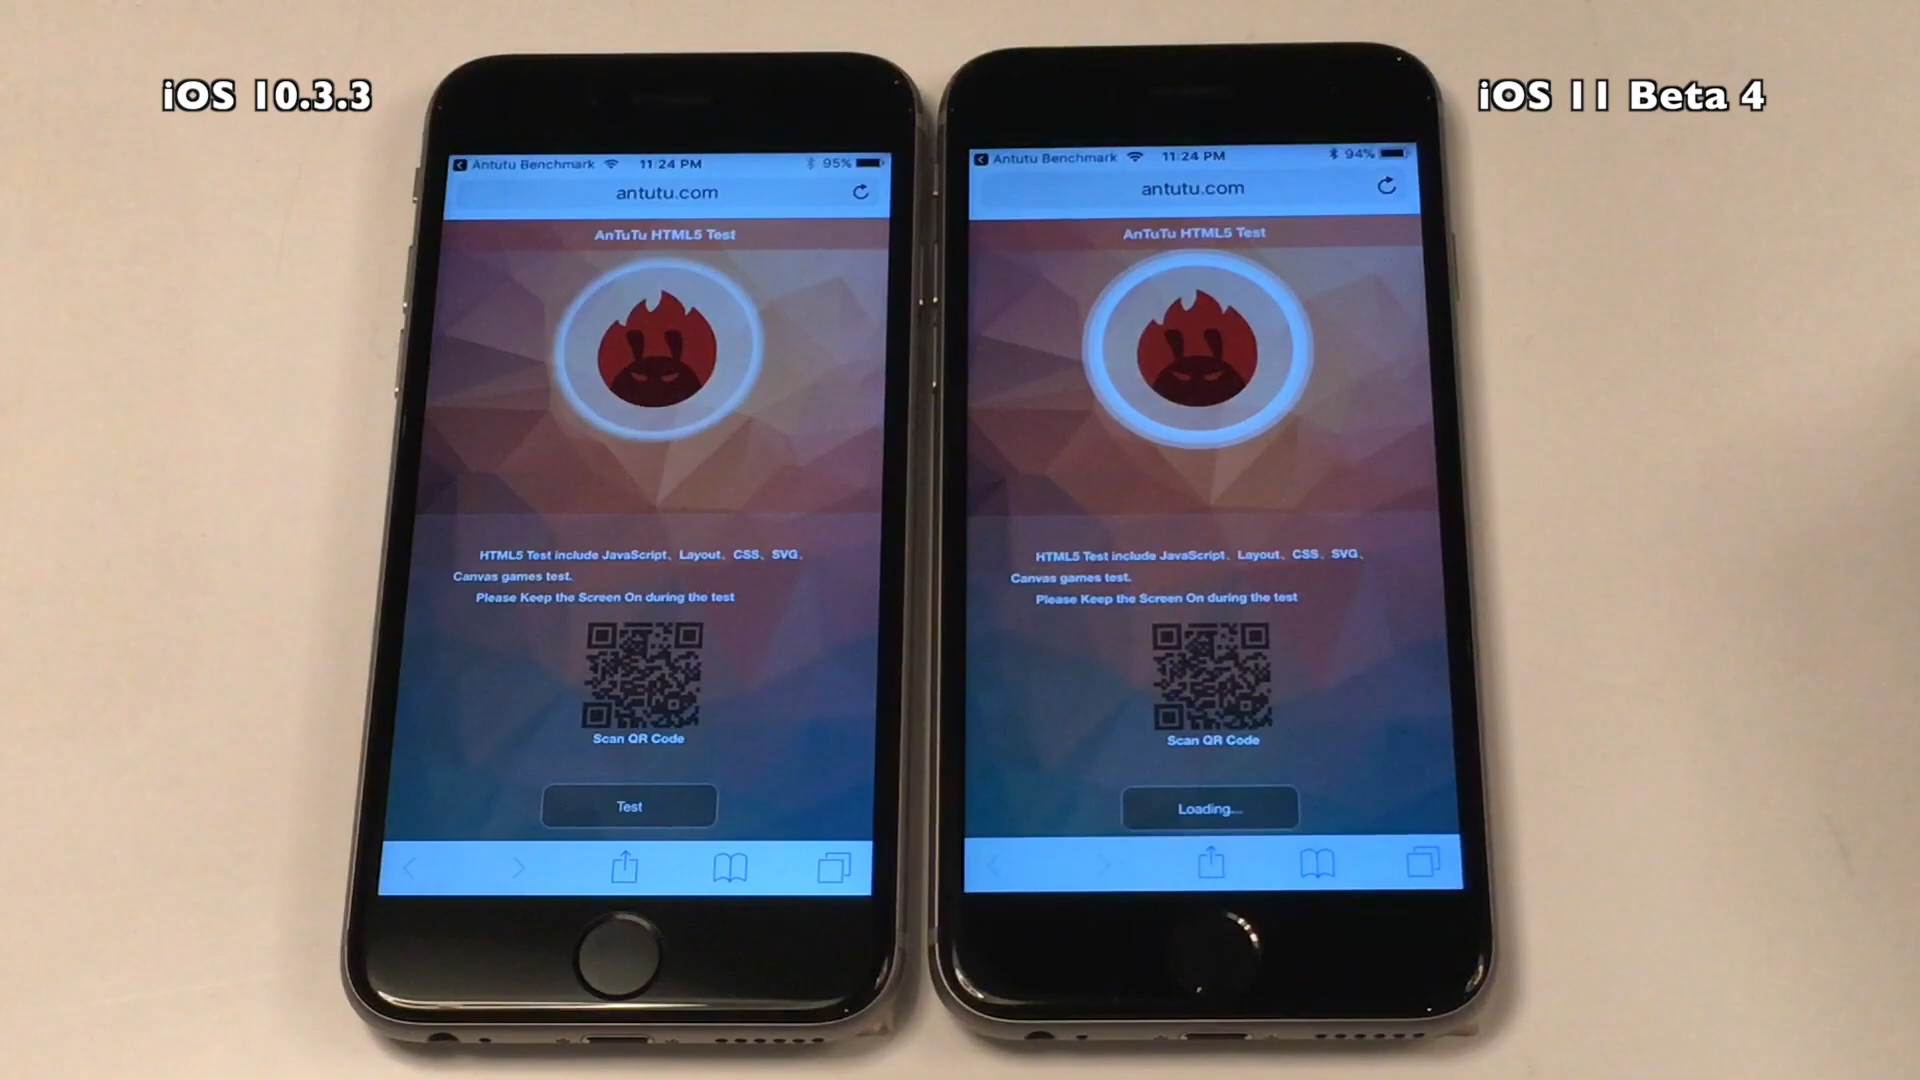 iOS 10.3.3
iOS 11 Beta 4
Antutu Benchmark 11:24 PM 95%
antutu.com
AnTuTu HTML5 Test
HTML5 Test include JavaScript、Layout、CSS、SVG、
Canvas games test.
Please Keep the Screen On during the test
Scan QR Code
Test
Antutu Benchmark 11:24 PM 94%
antutu.com
AnTuTu HTML5 Test
HTML5 Test include JavaScript、Layout、CSS、SVG、
Canvas games test.
Please Keep the Screen On during the test
Scan QR Code
Loading...